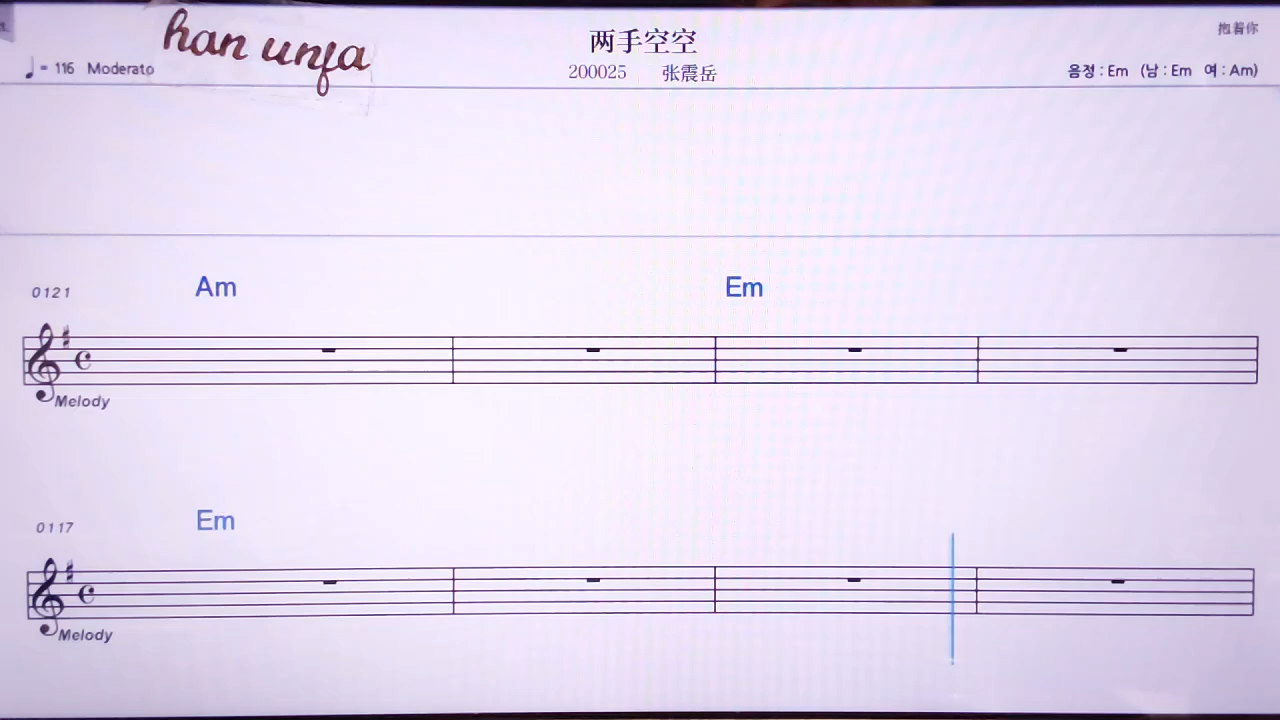 han unfa
两手空空
抱着你
♩ = 116 Moderato
200025 张震岳
음정 : Em (남 : Em 여 : Am)
0121 Am Em
Melody
0117 Em
Melody